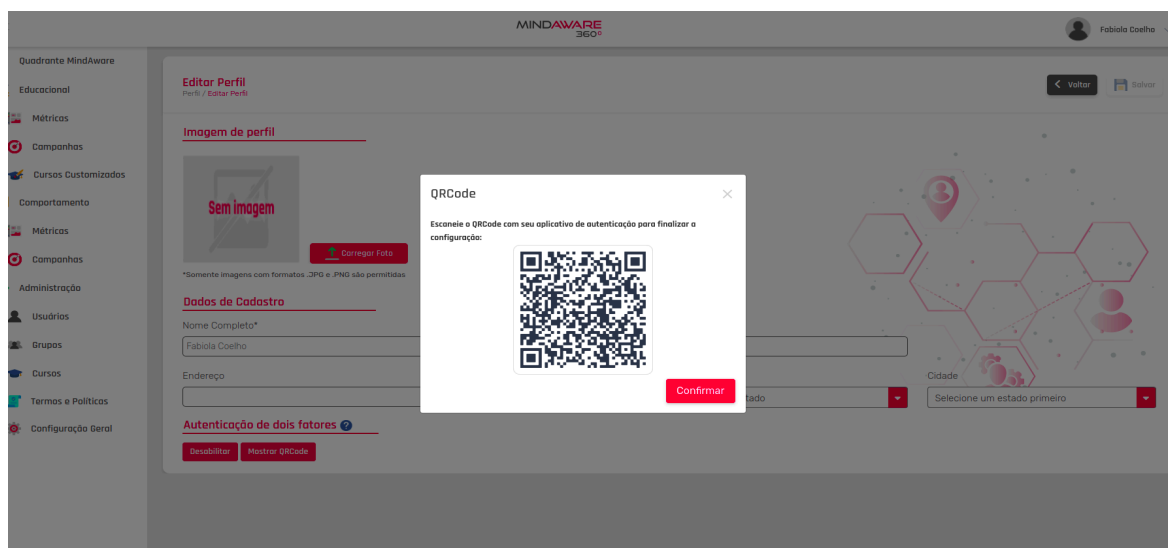 MINDAWARE
360º
Fabiola Coelho
Quadrante MindAware
Educacional
Métricas
Campanhas
Cursos Customizados
Comportamento
Métricas
Campanhas
Administração
Usuários
Grupos
Cursos
Termos e Políticas
Configuração Geral
Editar Perfil
Perfil / Editar Perfil
Voltar
Salvar
Imagem de perfil
Sem imagem
Carregar Foto
*Somente imagens com formatos .JPG e .PNG são permitidas
Dados de Cadastro
Nome Completo*
Fabiola Coelho
Endereço
tado
Cidade
Selecione um estado primeiro
Autenticação de dois fatores ?
Desabilitar
Mostrar QRCode
QRCode
Escaneie o QRCode com seu aplicativo de autenticação para finalizar a
configuração:
Confirmar